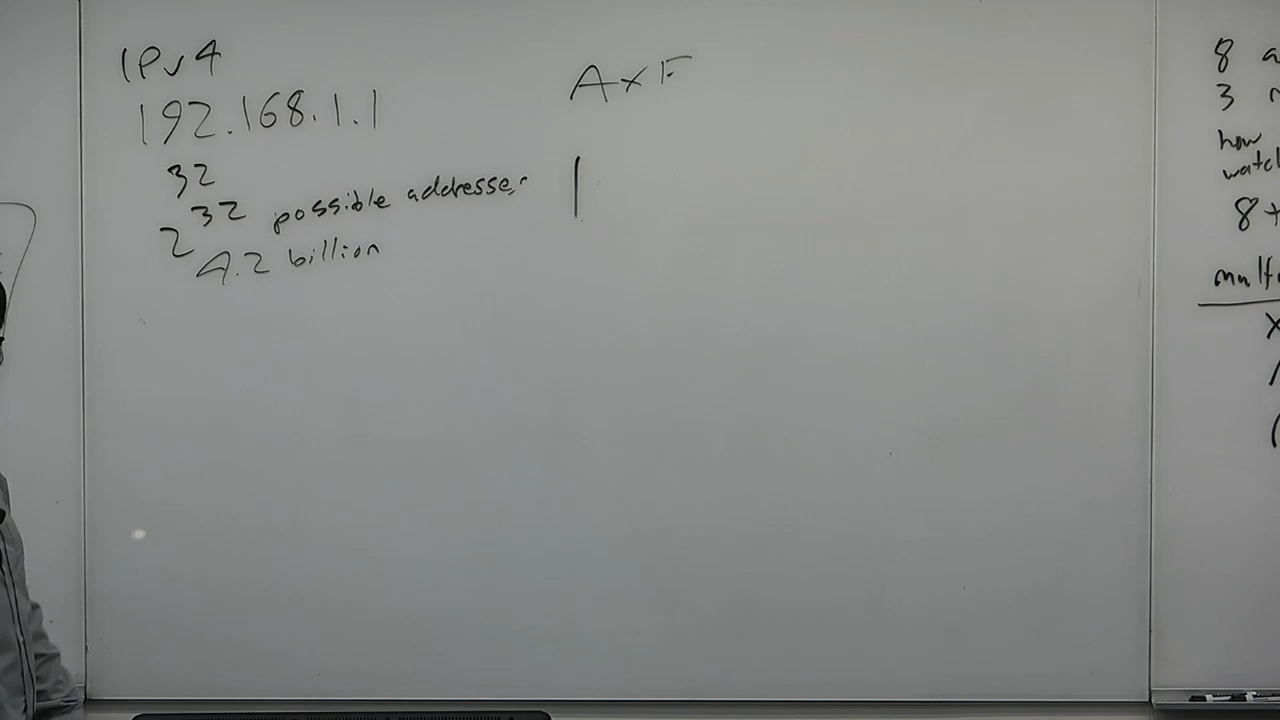 IPv4
192.168.1.1
32
2^32 possible addresses
4.2 billion
AxF
|
8 a
3
how
watch
8 +
mult
x